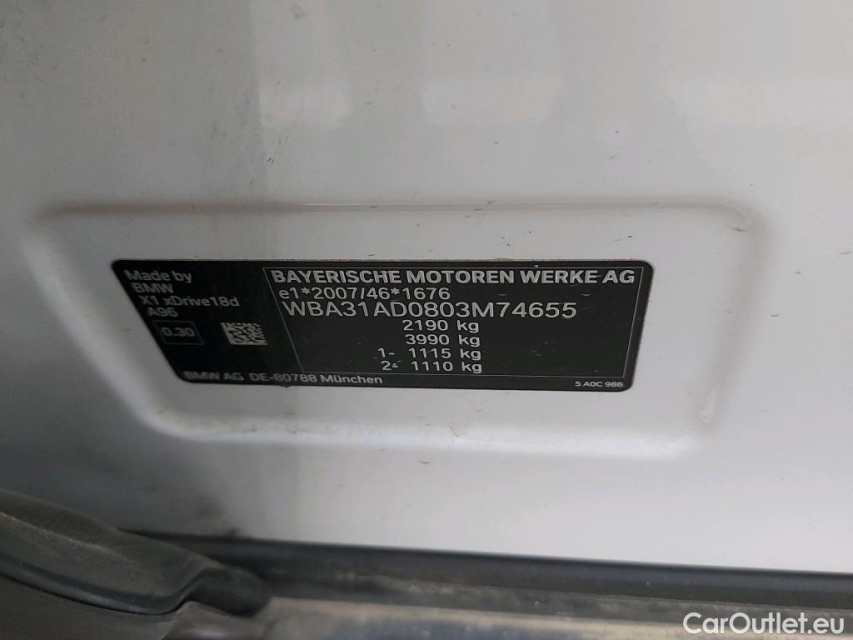 Made by
BMW
X1 xDrive18d
A96
0.30
BAYERISCHE MOTOREN WERKE AG
e1*2007/46*1676
WBA31AD0803M74655
2190 kg
3990 kg
1- 1115 kg
2- 1110 kg
BMW AG DE-80788 München
5 A0C 986
CarOutlet.eu